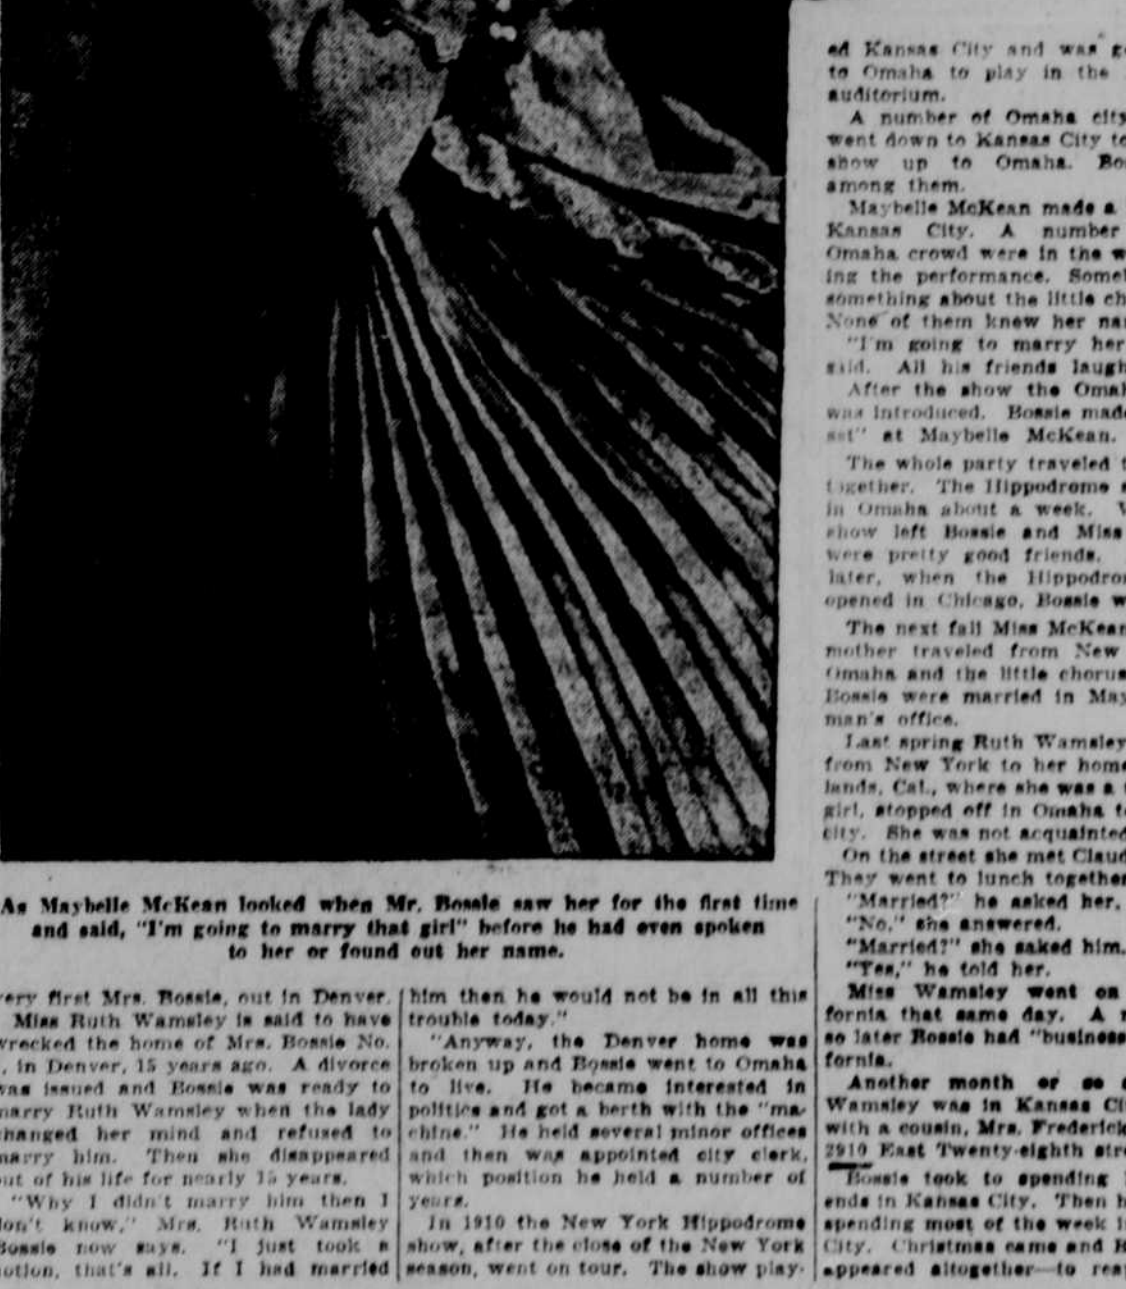 As Maybelle McKean looked when Mr. Bossie saw her for the first time
and said, "I'm going to marry that girl" before he had even spoken
to her or found out her name.
very first Mrs. Bossie, out in Denver.
Miss Ruth Wamsley is said to have
wrecked the home of Mrs. Bossie No.
, in Denver, 15 years ago. A divorce
was issued and Bossie was ready to
marry Ruth Wamsley when the lady
changed her mind and refused to
marry him. Then she disappeared
out of his life for nearly 15 years.
"Why I didn't marry him then I
don't know," Mrs. Ruth Wamsley
Bossie now says. "I just took a
notion, that's all. If I had married
him then he would not be in all this
trouble today."
"Anyway, the Denver home was
broken up and Bossie went to Omaha
to live. He became interested in
politics and got a berth with the "ma-
chine." He held several minor offices
and then was appointed city clerk,
which position he held a number of
years.
In 1910 the New York Hippodrome
show, after the close of the New York
season, went on tour. The show play-
ed Kansas City and was
to Omaha to play in the
auditorium.
A number of Omaha city
went down to Kansas City to
show up to Omaha. Bo
among them.
Maybelle McKean made a
Kansas City. A number
Omaha crowd were in the w
ing the performance. Some
something about the little ch
None of them knew her na
"I'm going to marry her
said. All his friends laugh
After the show the Omah
was introduced. Bossie made
set" at Maybelle McKean.
The whole party traveled t
together. The Hippodrome
in Omaha about a week.
show left Bossie and Miss
were pretty good friends.
later, when the Hippodro
opened in Chicago, Bossie w
The next fall Miss McKean
mother traveled from New
Omaha and the little chorus
Bossie were married in May
man's office.
Last spring Ruth Wamsley
from New York to her home
lands, Cal., where she was a
girl, stopped off in Omaha t
city. She was not acquainted
On the street she met Claud
They went to lunch together
"Married?" he asked her.
"No," she answered.
"Married?" she asked him.
"Yes," he told her.
Miss Wamsley went on
fornia that same day. A
so later Bossie had "business
fornia.
Another month or so
Wamsley was in Kansas Ci
with a cousin, Mrs. Frederick
2910 East Twenty-eighth stre
Bossie took to spending
ends in Kansas City. Then h
spending most of the week i
City. Christmas came and B
appeared altogether—to rea